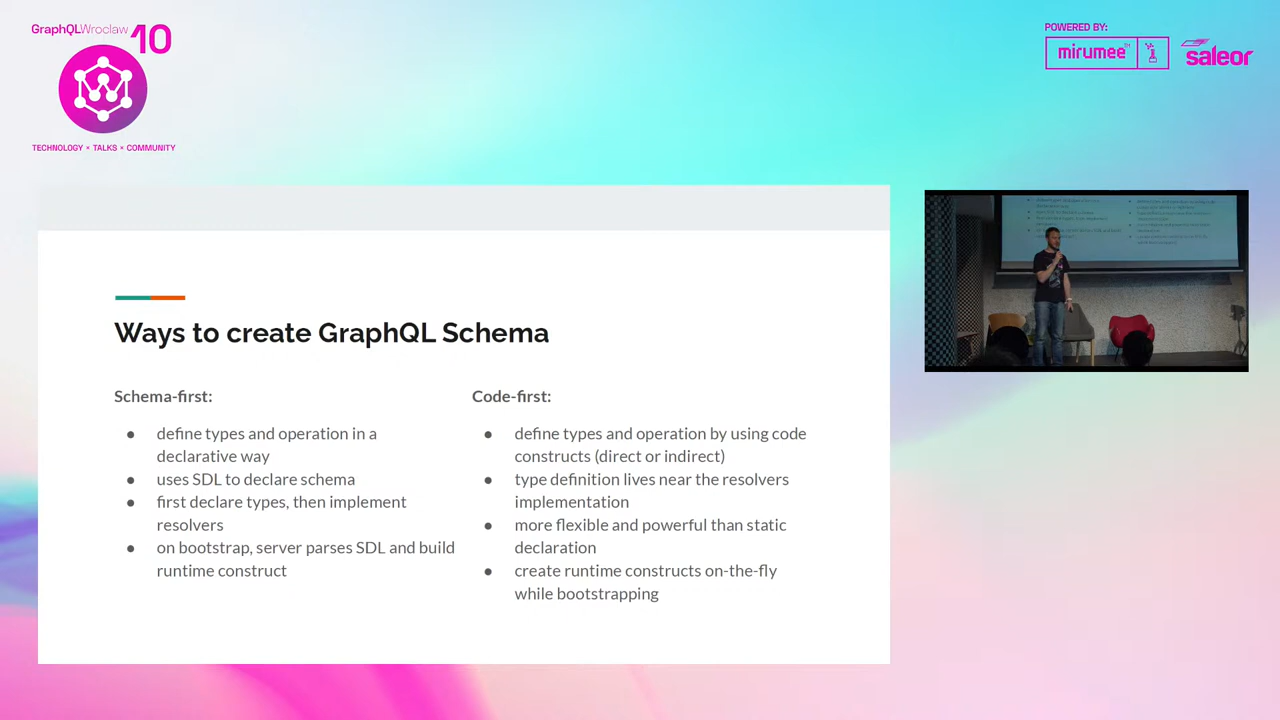 GraphQLWroclaw 10
TECHNOLOGY × TALKS × COMMUNITY
POWERED BY:
mirumee
saleor
Ways to create GraphQL Schema
Schema-first:
● define types and operation in a
declarative way
● uses SDL to declare schema
● first declare types, then implement
resolvers
● on bootstrap, server parses SDL and build
runtime construct
Code-first:
● define types and operation by using code
constructs (direct or indirect)
● type definition lives near the resolvers
implementation
● more flexible and powerful than static
declaration
● create runtime constructs on-the-fly
while bootstrapping